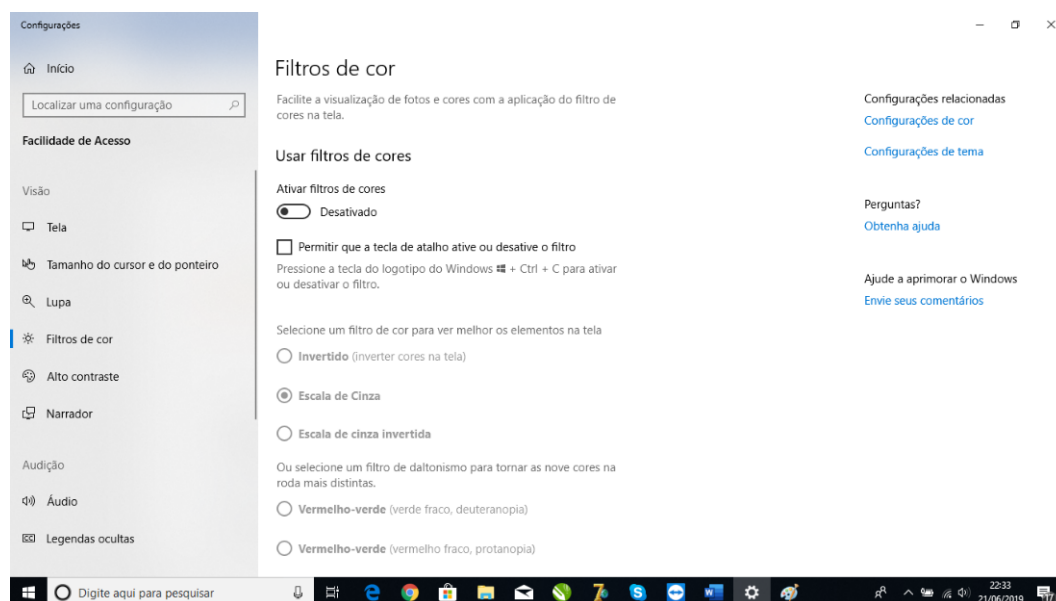 Configurações
Início
Localizar uma configuração
Facilidade de Acesso
Visão
Tela
Tamanho do cursor e do ponteiro
Lupa
Filtros de cor
Alto contraste
Narrador
Audição
Áudio
Legendas ocultas
Filtros de cor
Facilite a visualização de fotos e cores com a aplicação do filtro de
cores na tela.
Usar filtros de cores
Ativar filtros de cores
Desativado
Permitir que a tecla de atalho ative ou desative o filtro
Pressione a tecla do logotipo do Windows + Ctrl + C para ativar
ou desativar o filtro.
Selecione um filtro de cor para ver melhor os elementos na tela
Invertido (inverter cores na tela)
Escala de Cinza
Escala de cinza invertida
Ou selecione um filtro de daltonismo para tornar as nove cores na
roda mais distintas.
Vermelho-verde (verde fraco, deuteranopia)
Vermelho-verde (vermelho fraco, protanopia)
Configurações relacionadas
Configurações de cor
Configurações de tema
Perguntas?
Obtenha ajuda
Ajude a aprimorar o Windows
Envie seus comentários
Digite aqui para pesquisar
22:33
21/06/2019